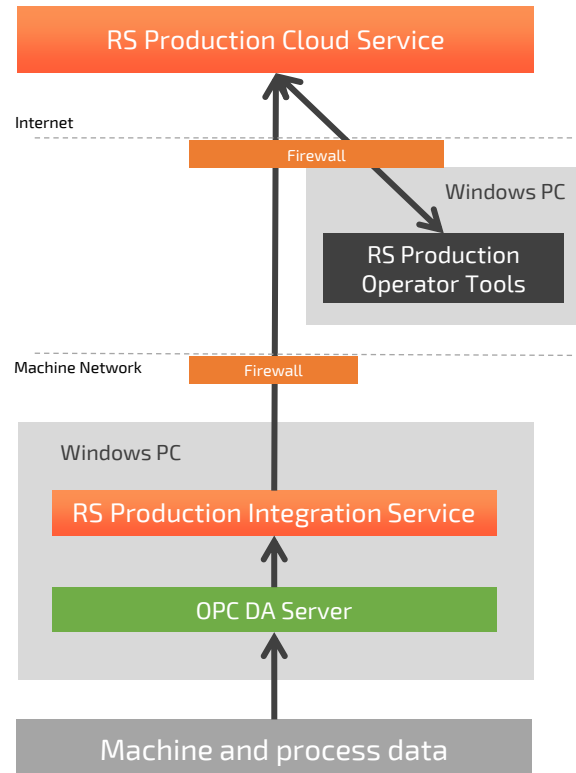 RS Production Cloud Service
Internet
Firewall
Windows PC
RS Production
Operator Tools
Machine Network
Firewall
Windows PC
RS Production Integration Service
OPC DA Server
Machine and process data